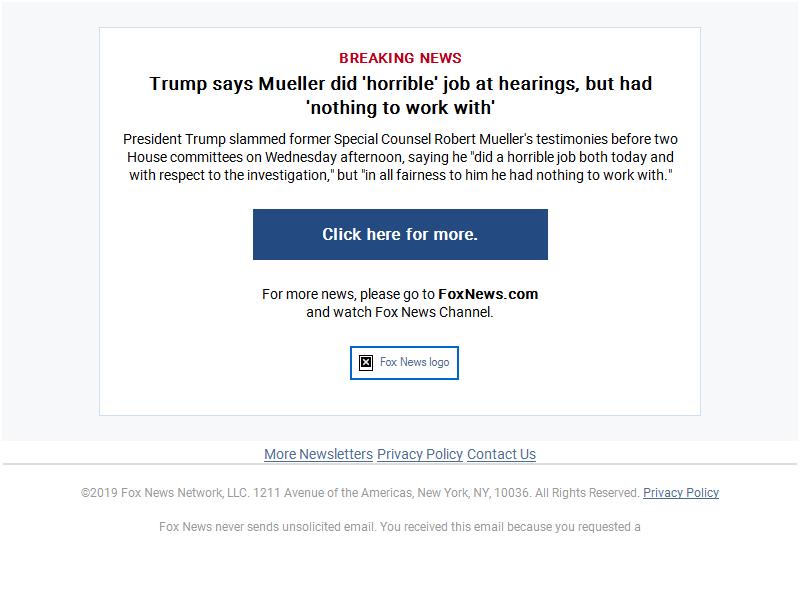 BREAKING NEWS
Trump says Mueller did 'horrible' job at hearings, but had
'nothing to work with'
President Trump slammed former Special Counsel Robert Mueller's testimonies before two
House committees on Wednesday afternoon, saying he "did a horrible job both today and
with respect to the investigation," but "in all fairness to him he had nothing to work with."
Click here for more.
For more news, please go to FoxNews.com
and watch Fox News Channel.
Fox News logo
More Newsletters Privacy Policy Contact Us
©2019 Fox News Network, LLC. 1211 Avenue of the Americas, New York, NY, 10036. All Rights Reserved. Privacy Policy
Fox News never sends unsolicited email. You received this email because you requested a